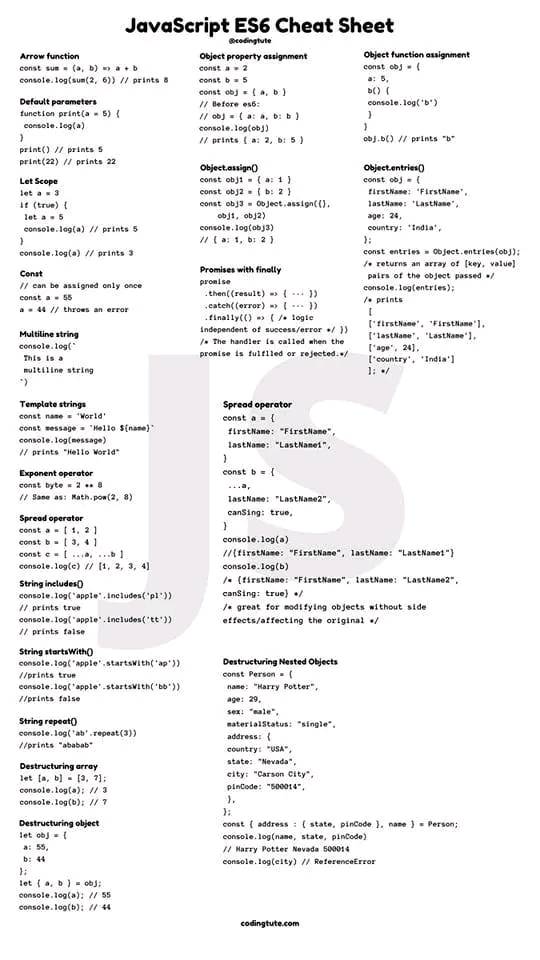 JavaScript ES6 Cheat Sheet
@codingtute
Arrow function
const sum = (a, b) => a + b
console.log(sum(2, 6)) // prints 8
Default parameters
function print(a = 5) {
console.log(a)
}
print() // prints 5
print(22) // prints 22
Let Scope
let a = 3
if (true) {
let a = 5
console.log(a) // prints 5
}
console.log(a) // prints 3
Const
// can be assigned only once
const a = 55
a = 44 // throws an error
Multiline string
console.log(`
This is a
multiline string
`)
Template strings
const name = 'World'
const message = `Hello ${name}`
console.log(message)
// prints "Hello World"
Exponent operator
const byte = 2 ** 8
// Same as: Math.pow(2, 8)
Spread operator
const a = [ 1, 2 ]
const b = [ 3, 4 ]
const c = [ ...a, ...b ]
console.log(c) // [1, 2, 3, 4]
String includes()
console.log('apple'.includes('pl'))
// prints true
console.log('apple'.includes('tt'))
// prints false
String startsWith()
console.log('apple'.startsWith('ap'))
//prints true
console.log('apple'.startsWith('bb'))
//prints false
String repeat()
console.log('ab'.repeat(3))
//prints "ababab"
Destructuring array
let [a, b] = [3, 7];
console.log(a); // 3
console.log(b); // 7
Destructuring object
let obj = {
a: 55,
b: 44
};
let { a, b } = obj;
console.log(a); // 55
console.log(b); // 44
Object property assignment
const a = 2
const b = 5
const obj = { a, b }
// Before es6:
// obj = { a: a, b: b }
console.log(obj)
// prints { a: 2, b: 5 }
Object.assign()
const obj1 = { a: 1 }
const obj2 = { b: 2 }
const obj3 = Object.assign({},
obj1, obj2)
console.log(obj3)
// { a: 1, b: 2 }
Promises with finally
promise
.then((result) => { ··· })
.catch((error) => { ··· })
.finally(() => { /* logic
independent of success/error */ })
/* The handler is called when the
promise is fulflled or rejected.*/
Object function assignment
const obj = {
a: 5,
b() {
console.log('b')
}
}
obj.b() // prints "b"
Object.entries()
const obj = {
firstName: 'FirstName',
lastName: 'LastName',
age: 24,
country: 'India',
};
const entries = Object.entries(obj);
/* returns an array of [key, value]
pairs of the object passed */
console.log(entries);
/* prints
[
['firstName', 'FirstName'],
['lastName', 'LastName'],
['age', 24],
['country', 'India']
]; */
Spread operator
const a = {
firstName: "FirstName",
lastName: "LastName1",
}
const b = {
...a,
lastName: "LastName2",
canSing: true,
}
console.log(a)
//{firstName: "FirstName", lastName: "LastName1"}
console.log(b)
/* {firstName: "FirstName", lastName: "LastName2",
canSing: true} */
/* great for modifying objects without side
effects/affecting the original */
Destructuring Nested Objects
const Person = {
name: "Harry Potter",
age: 29,
sex: "male",
materialStatus: "single",
address: {
country: "USA",
state: "Nevada",
city: "Carson City",
pinCode: "500014",
},
};
const { address : { state, pinCode }, name } = Person;
console.log(name, state, pinCode)
// Harry Potter Nevada 500014
console.log(city) // ReferenceError
JS
codingtute.com